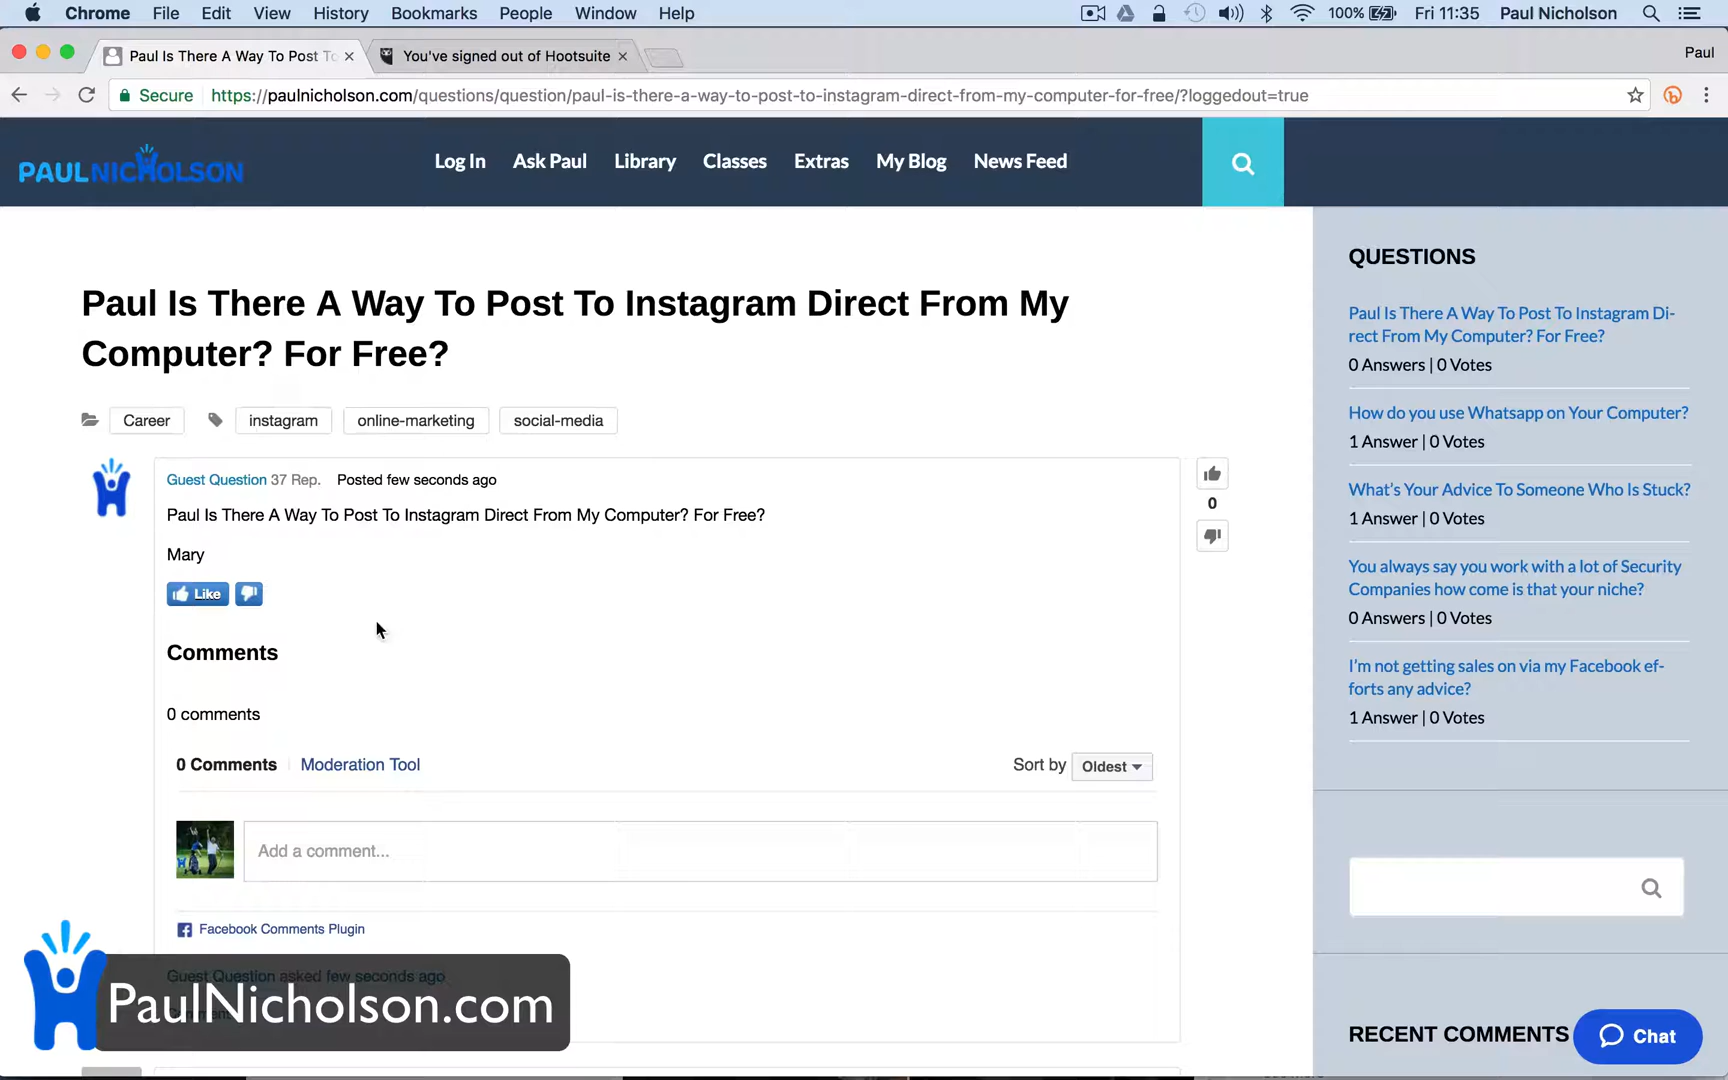 Chrome File Edit View History Bookmarks People Window Help 100% Fri 11:35 Paul Nicholson
Paul Is There A Way To Post To You've signed out of Hootsuite Paul
Secure https://paulnicholson.com/questions/question/paul-is-there-a-way-to-post-to-instagram-direct-from-my-computer-for-free/?loggedout=true
PAULNICHOLSON Log In Ask Paul Library Classes Extras My Blog News Feed
Paul Is There A Way To Post To Instagram Direct From My
Computer? For Free?
Career instagram online-marketing social-media
Guest Question 37 Rep. Posted few seconds ago
Paul Is There A Way To Post To Instagram Direct From My Computer? For Free?
Mary
Like
0
Comments
0 comments
0 Comments Moderation Tool Sort by Oldest
Add a comment...
Facebook Comments Plugin
Guest Question asked few seconds ago
PaulNicholson.com
QUESTIONS
Paul Is There A Way To Post To Instagram Di-
rect From My Computer? For Free?
0 Answers | 0 Votes
How do you use Whatsapp on Your Computer?
1 Answer | 0 Votes
What's Your Advice To Someone Who Is Stuck?
1 Answer | 0 Votes
You always say you work with a lot of Security
Companies how come is that your niche?
0 Answers | 0 Votes
I'm not getting sales on via my Facebook ef-
forts any advice?
1 Answer | 0 Votes
RECENT COMMENTS
Chat